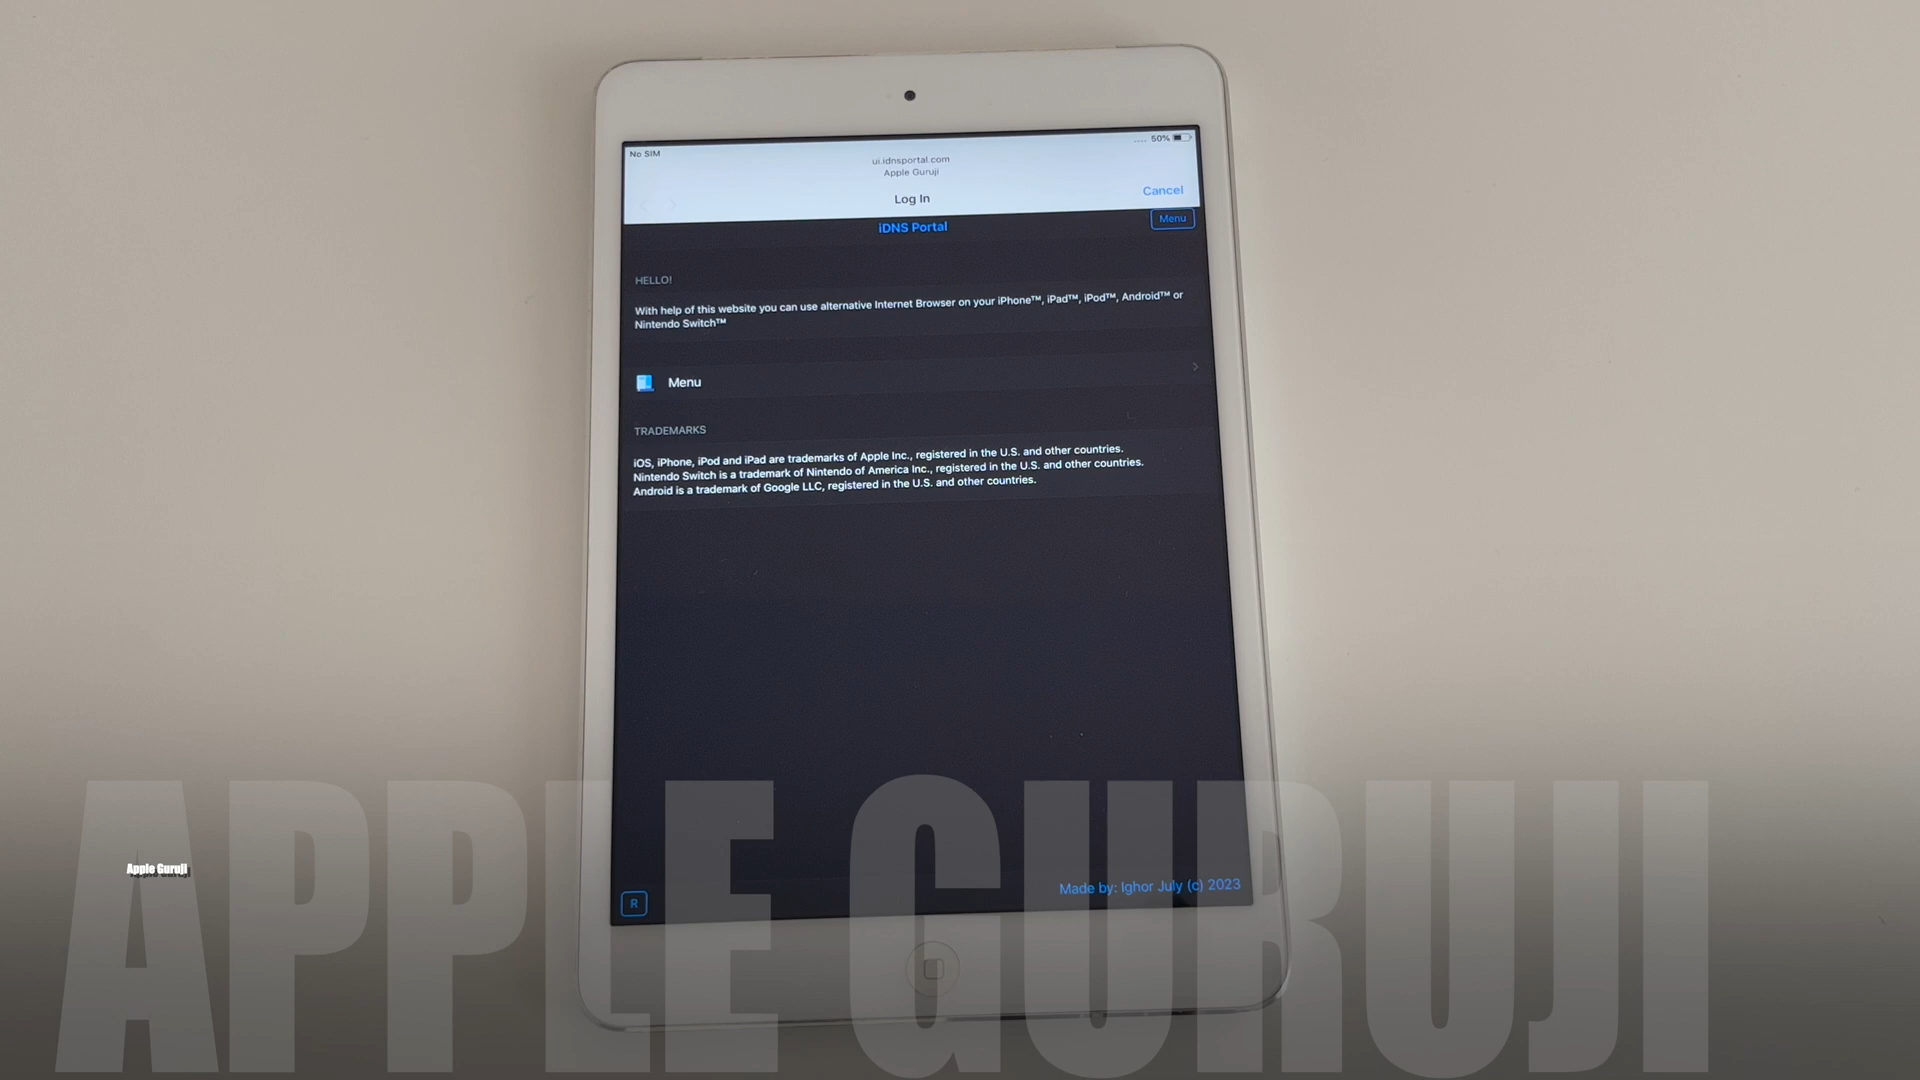 No SIM
50%
ui.idnsportal.com
Apple Guruji
Log In
Cancel
iDNS Portal
Menu
HELLO!
With help of this website you can use alternative Internet Browser on your iPhone™, iPad™, iPod™, Android™ or
Nintendo Switch™
Menu
TRADEMARKS
iOS, iPhone, iPod and iPad are trademarks of Apple Inc., registered in the U.S. and other countries.
Nintendo Switch is a trademark of Nintendo of America Inc., registered in the U.S. and other countries.
Android is a trademark of Google LLC, registered in the U.S. and other countries.
R
Made by: Ighor July (c) 2023
APPLE GURUJI
Apple Guruji